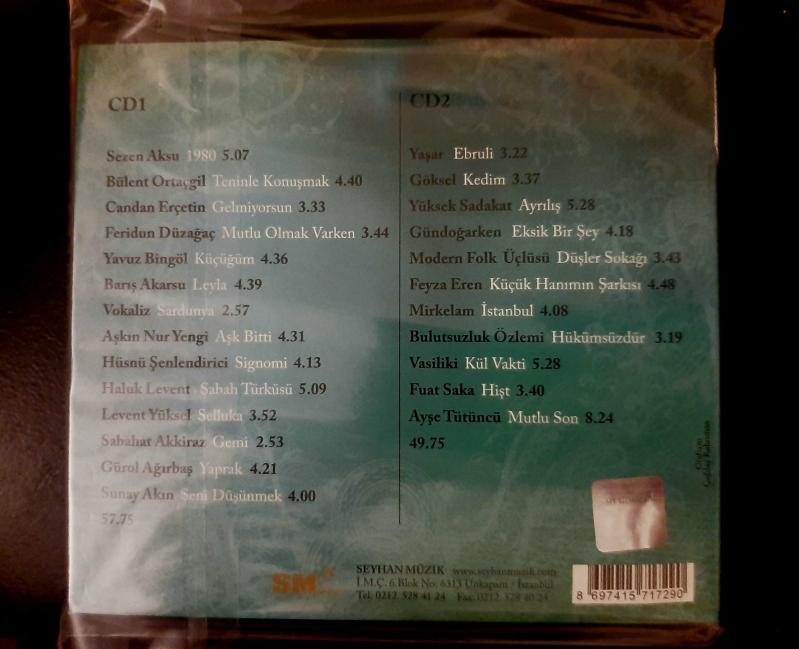 CD1
Sezen Aksu 1980 5.07
Bülent Ortaçgil Teninle Konuşmak 4.40
Candan Erçetin Gelmiyorsun 3.33
Feridun Düzağaç Mutlu Olmak Varken 3.44
Yavuz Bingöl Küçüğüm 4.36
Barış Akarsu Leyla 4.39
Vokaliz Sardunya 2.57
Aşkın Nur Yengi Aşk Bitti 4.31
Hüsnü Şenlendirici Signomi 4.13
Haluk Levent Sabah Türküsü 5.09
Levent Yüksel Selluka 3.52
Sabahat Akkiraz Gemi 2.53
Gürol Ağırbaş Yaprak 4.21
Sunay Akın Seni Düşünmek 4.00
57.75
CD2
Yaşar Ebruli 3.22
Göksel Kedim 3.37
Yüksek Sadakat Ayrılış 5.28
Gündoğarken Eksik Bir Şey 4.18
Modern Folk Üçlüsü Düşler Sokağı 3.43
Feyza Eren Küçük Hanımın Şarkısı 4.48
Mirkelam İstanbul 4.08
Bulutsuzluk Özlemi Hükümsüzdür 3.19
Vasiliki Kül Vakti 5.28
Fuat Saka Hişt 3.40
Ayşe Tütüncü Mutlu Son 8.24
49.75
SM
SEYHAN MÜZİK www.seyhanmuzik.com
İ.M.Ç. 6.Blok No: 6313 Unkapanı / İstanbul
Tel: 0212. 528 41 24 Fax: 0212. 528 40 24
8 697415 717290